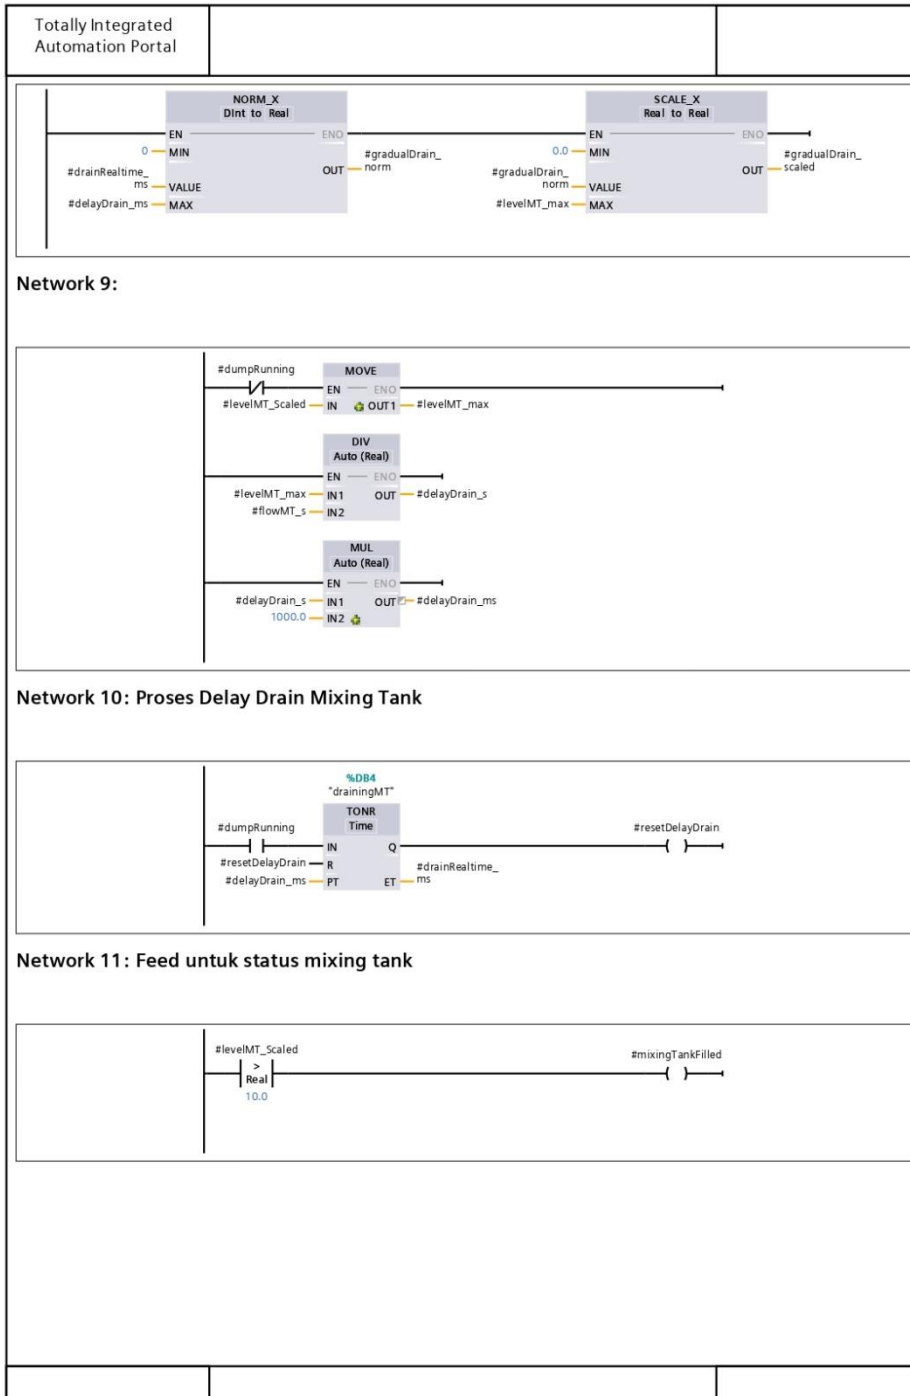 Totally Integrated
Automation Portal
NORM_X
Dint to Real
EN
ENO
0
MIN
#drainRealtime_
ms
VALUE
#delayDrain_ms
MAX
OUT
#gradualDrain_
norm
SCALE_X
Real to Real
EN
ENO
0.0
MIN
#gradualDrain_
norm
VALUE
#levelMT_max
MAX
OUT
#gradualDrain_
scaled
Network 9:
#dumpRunning
MOVE
EN
ENO
#levelMT_Scaled
IN
OUT1
#levelMT_max
DIV
Auto (Real)
EN
ENO
#levelMT_max
IN1
OUT
#delayDrain_s
#flowMT_s
IN2
MUL
Auto (Real)
EN
ENO
#delayDrain_s
IN1
OUT
#delayDrain_ms
1000.0
IN2
Network 10: Proses Delay Drain Mixing Tank
%DB4
"drainingMT"
TONR
Time
#dumpRunning
IN
Q
#resetDelayDrain
#resetDelayDrain
R
#delayDrain_ms
PT
ET
#drainRealtime_
ms
Network 11: Feed untuk status mixing tank
#levelMT_Scaled
>
Real
10.0
#mixingTankFilled